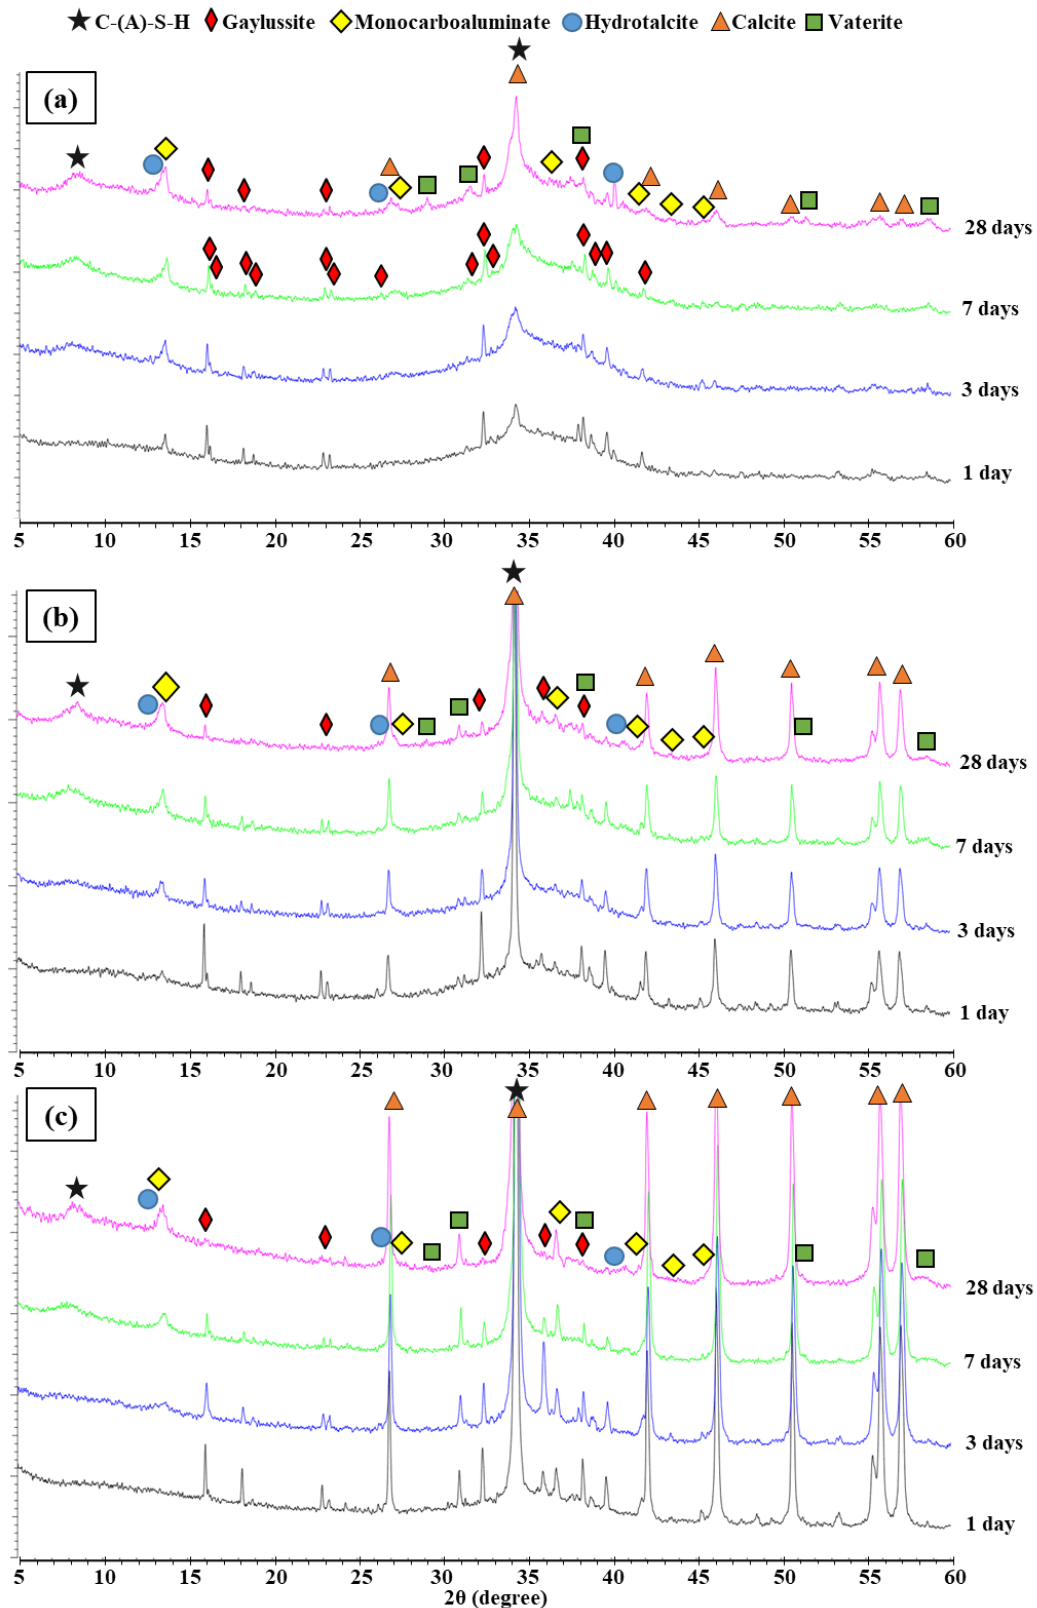 C-(A)-S-H Gaylussite Monocarboaluminate Hydrotalcite Calcite Vaterite
(a)
28 days
7 days
3 days
1 day
5 10 15 20 25 30 35 40 45 50 55 60
(b)
28 days
7 days
3 days
1 day
5 10 15 20 25 30 35 40 45 50 55 60
(c)
28 days
7 days
3 days
1 day
5 10 15 20 25 30 35 40 45 50 55 60
2θ (degree)